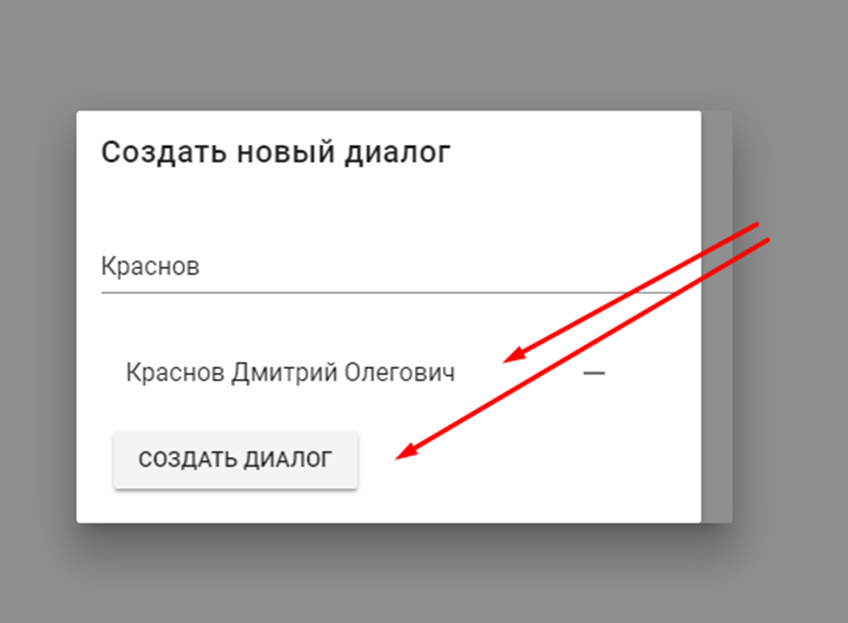 Создать новый диалог
Краснов
Краснов Дмитрий Олегович
СОЗДАТЬ ДИАЛОГ